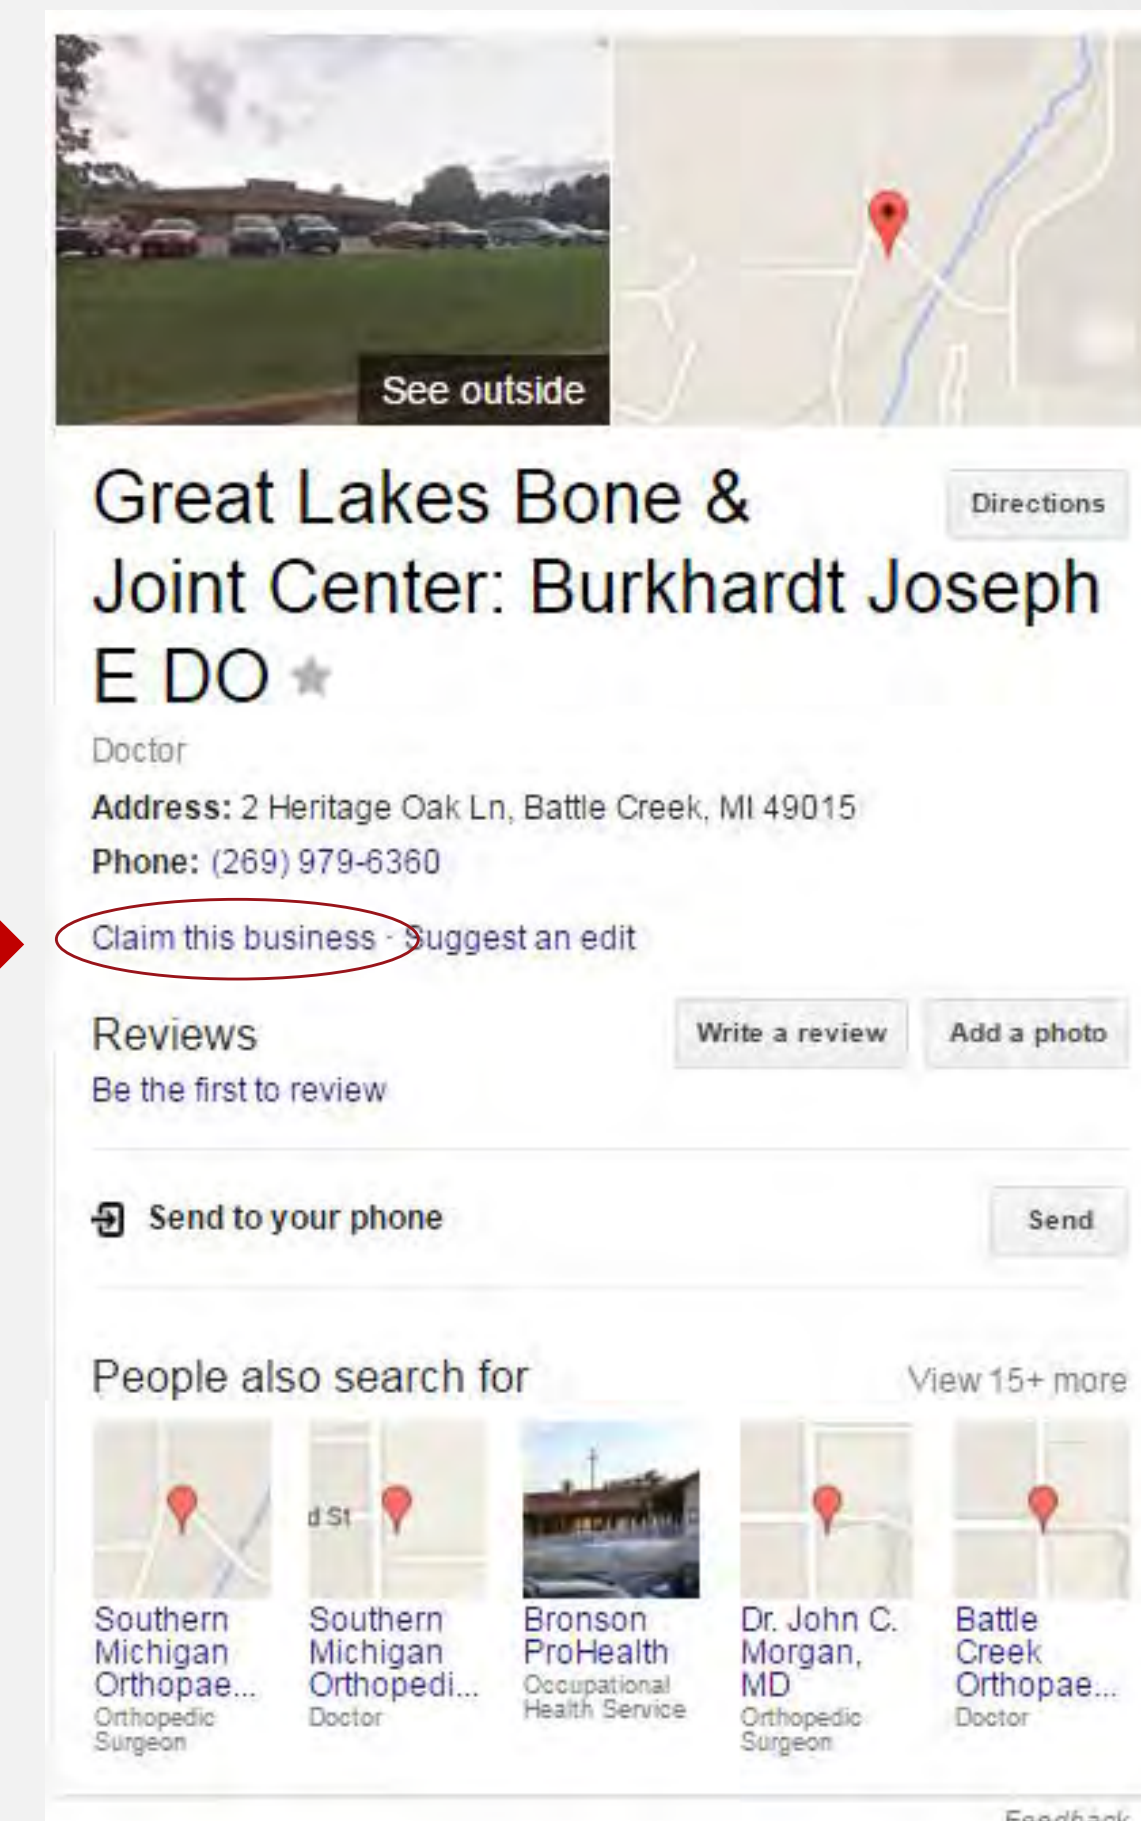 See outside
Great Lakes Bone &
Directions
Joint Center: Burkhardt Joseph
E DO
Doctor
Address: 2 Heritage Oak Ln, Battle Creek, MI 49015
Phone: (269) 979-6360
Claim this business · Suggest an edit
Reviews
Write a review
Add a photo
Be the first to review
Send to your phone
Send
People also search for
View 15+ more
d St
Southern
Michigan
Orthopae...
Orthopedic
Surgeon
Southern
Michigan
Orthopedi...
Doctor
Bronson
ProHealth
Occupational
Health Service
Dr. John C.
Morgan,
MD
Orthopedic
Surgeon
Battle
Creek
Orthopae...
Doctor
Feedback